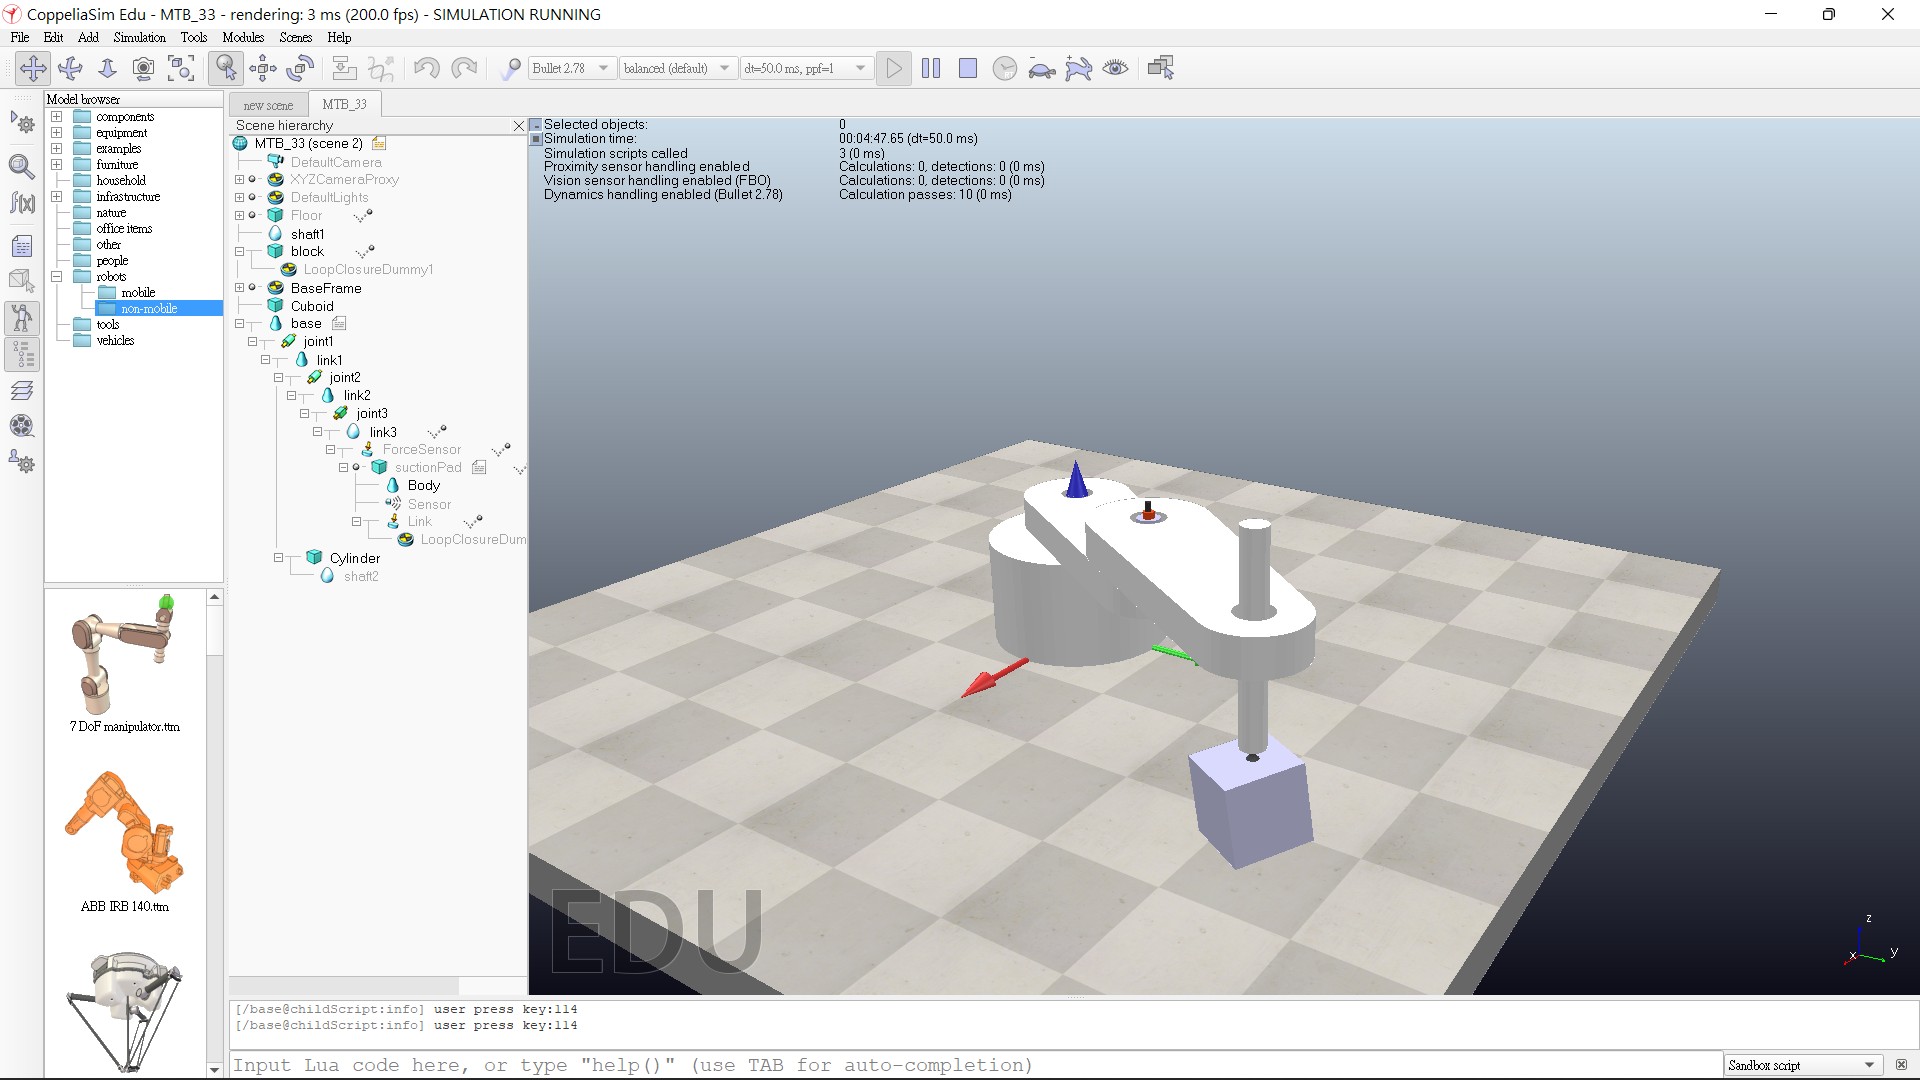 CoppeliaSim Edu - MTB_33 - rendering: 3 ms (200.0 fps) - SIMULATION RUNNING
File Edit Add Simulation Tools Modules Scenes Help
Bullet 2.78 balanced (default) dt=50.0 ms, ppf=1
Model browser
components
equipment
examples
furniture
household
infrastructure
nature
office items
other
people
robots
mobile
non-mobile
tools
vehicles
7 DoF manipulator.ttm
ABB IRB 140.ttm
new scene MTB_33
Scene hierarchy
MTB_33 (scene 2)
DefaultCamera
XYZCameraProxy
DefaultLights
Floor
shaft1
block
LoopClosureDummy1
BaseFrame
Cuboid
base
joint1
link1
joint2
link2
joint3
link3
ForceSensor
suctionPad
Body
Sensor
Link
LoopClosureDum
Cylinder
shaft2
Selected objects: 0
Simulation time: 00:04:47.65 (dt=50.0 ms)
Simulation scripts called 3 (0 ms)
Proximity sensor handling enabled Calculations: 0, detections: 0 (0 ms)
Vision sensor handling enabled (FBO) Calculations: 0, detections: 0 (0 ms)
Dynamics handling enabled (Bullet 2.78) Calculation passes: 10 (0 ms)
EDU
z
x
y
[/base@childScript:info] user press key:114
[/base@childScript:info] user press key:114
Input Lua code here, or type "help()" (use TAB for auto-completion)
Sandbox script